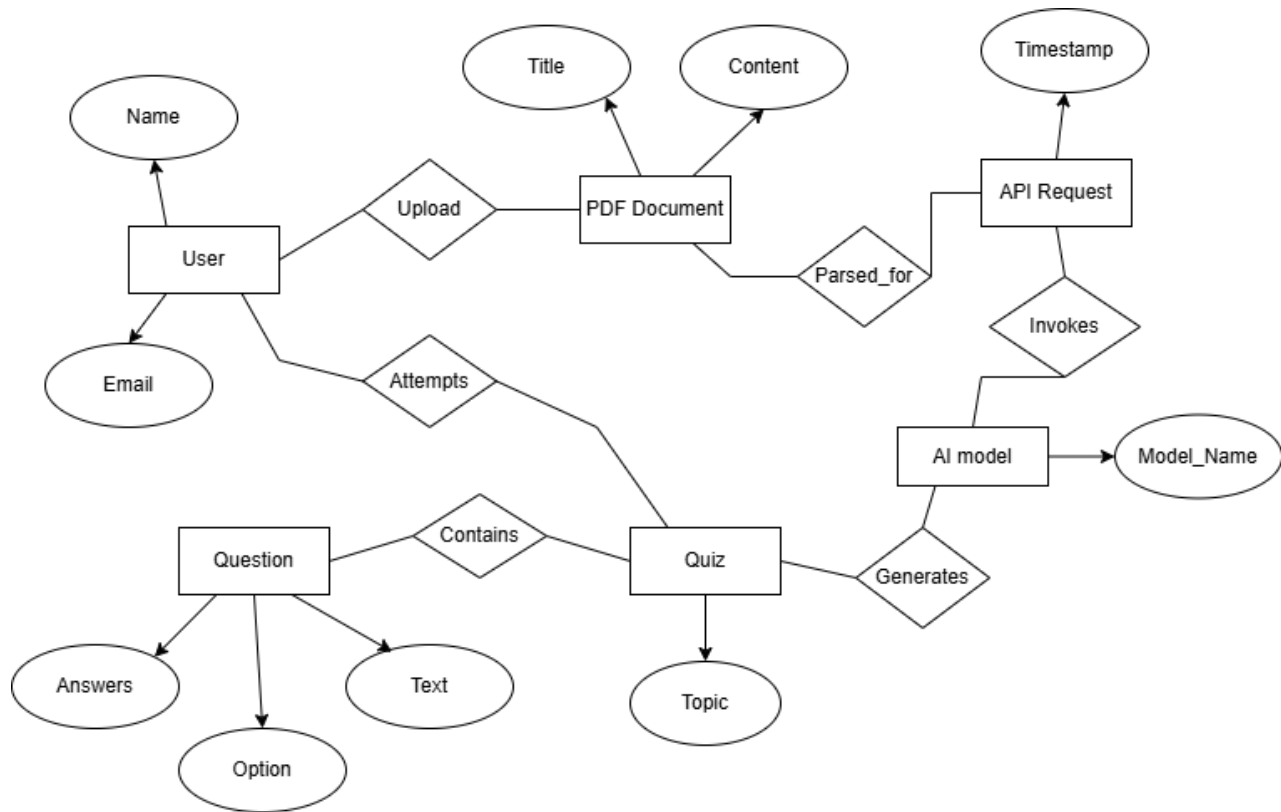 Timestamp
Title
Content
Name
Upload
PDF Document
API Request
User
Parsed_for
Invokes
Email
Attempts
AI model
Model_Name
Contains
Question
Quiz
Generates
Answers
Text
Topic
Option